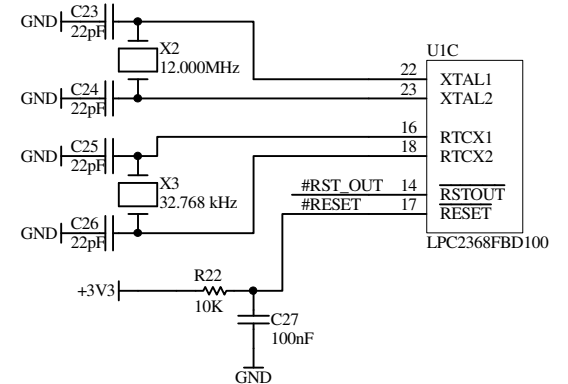 GND
C23
22pF
X2
12.000MHz
GND
C24
22pF
GND
C25
22pF
X3
32.768 kHz
GND
C26
22pF
U1C
22
XTAL1
23
XTAL2
16
RTCX1
18
RTCX2
#RST_OUT
14
RSTOUT
#RESET
17
RESET
LPC2368FBD100
+3V3
R22
10K
C27
100nF
GND